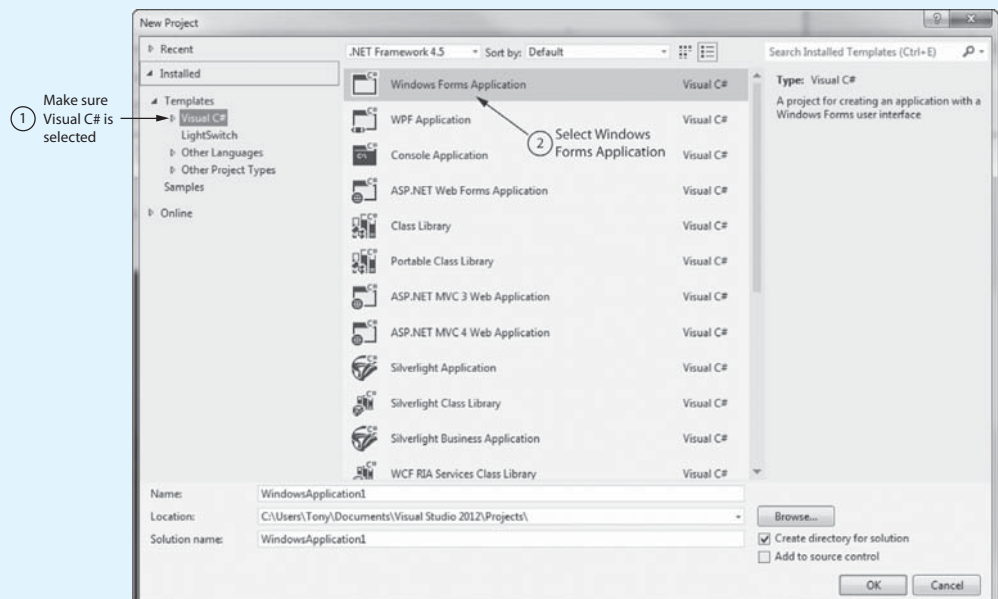 New Project
Recent
Installed
Templates
Visual C#
LightSwitch
Other Languages
Other Project Types
Samples
Online
1 Make sure
Visual C# is
selected
.NET Framework 4.5 Sort by: Default
Windows Forms Application Visual C#
WPF Application Visual C#
2 Select Windows
Forms Application
Console Application Visual C#
ASP.NET Web Forms Application Visual C#
Class Library Visual C#
Portable Class Library Visual C#
ASP.NET MVC 3 Web Application Visual C#
ASP.NET MVC 4 Web Application Visual C#
Silverlight Application Visual C#
Silverlight Class Library Visual C#
Silverlight Business Application Visual C#
WCF RIA Services Class Library Visual C#
Search Installed Templates (Ctrl+E)
Type: Visual C#
A project for creating an application with a
Windows Forms user interface
Name: WindowsApplication1
Location: C:\Users\Tony\Documents\Visual Studio 2012\Projects\
Solution name: WindowsApplication1
Browse...
Create directory for solution
Add to source control
OK Cancel